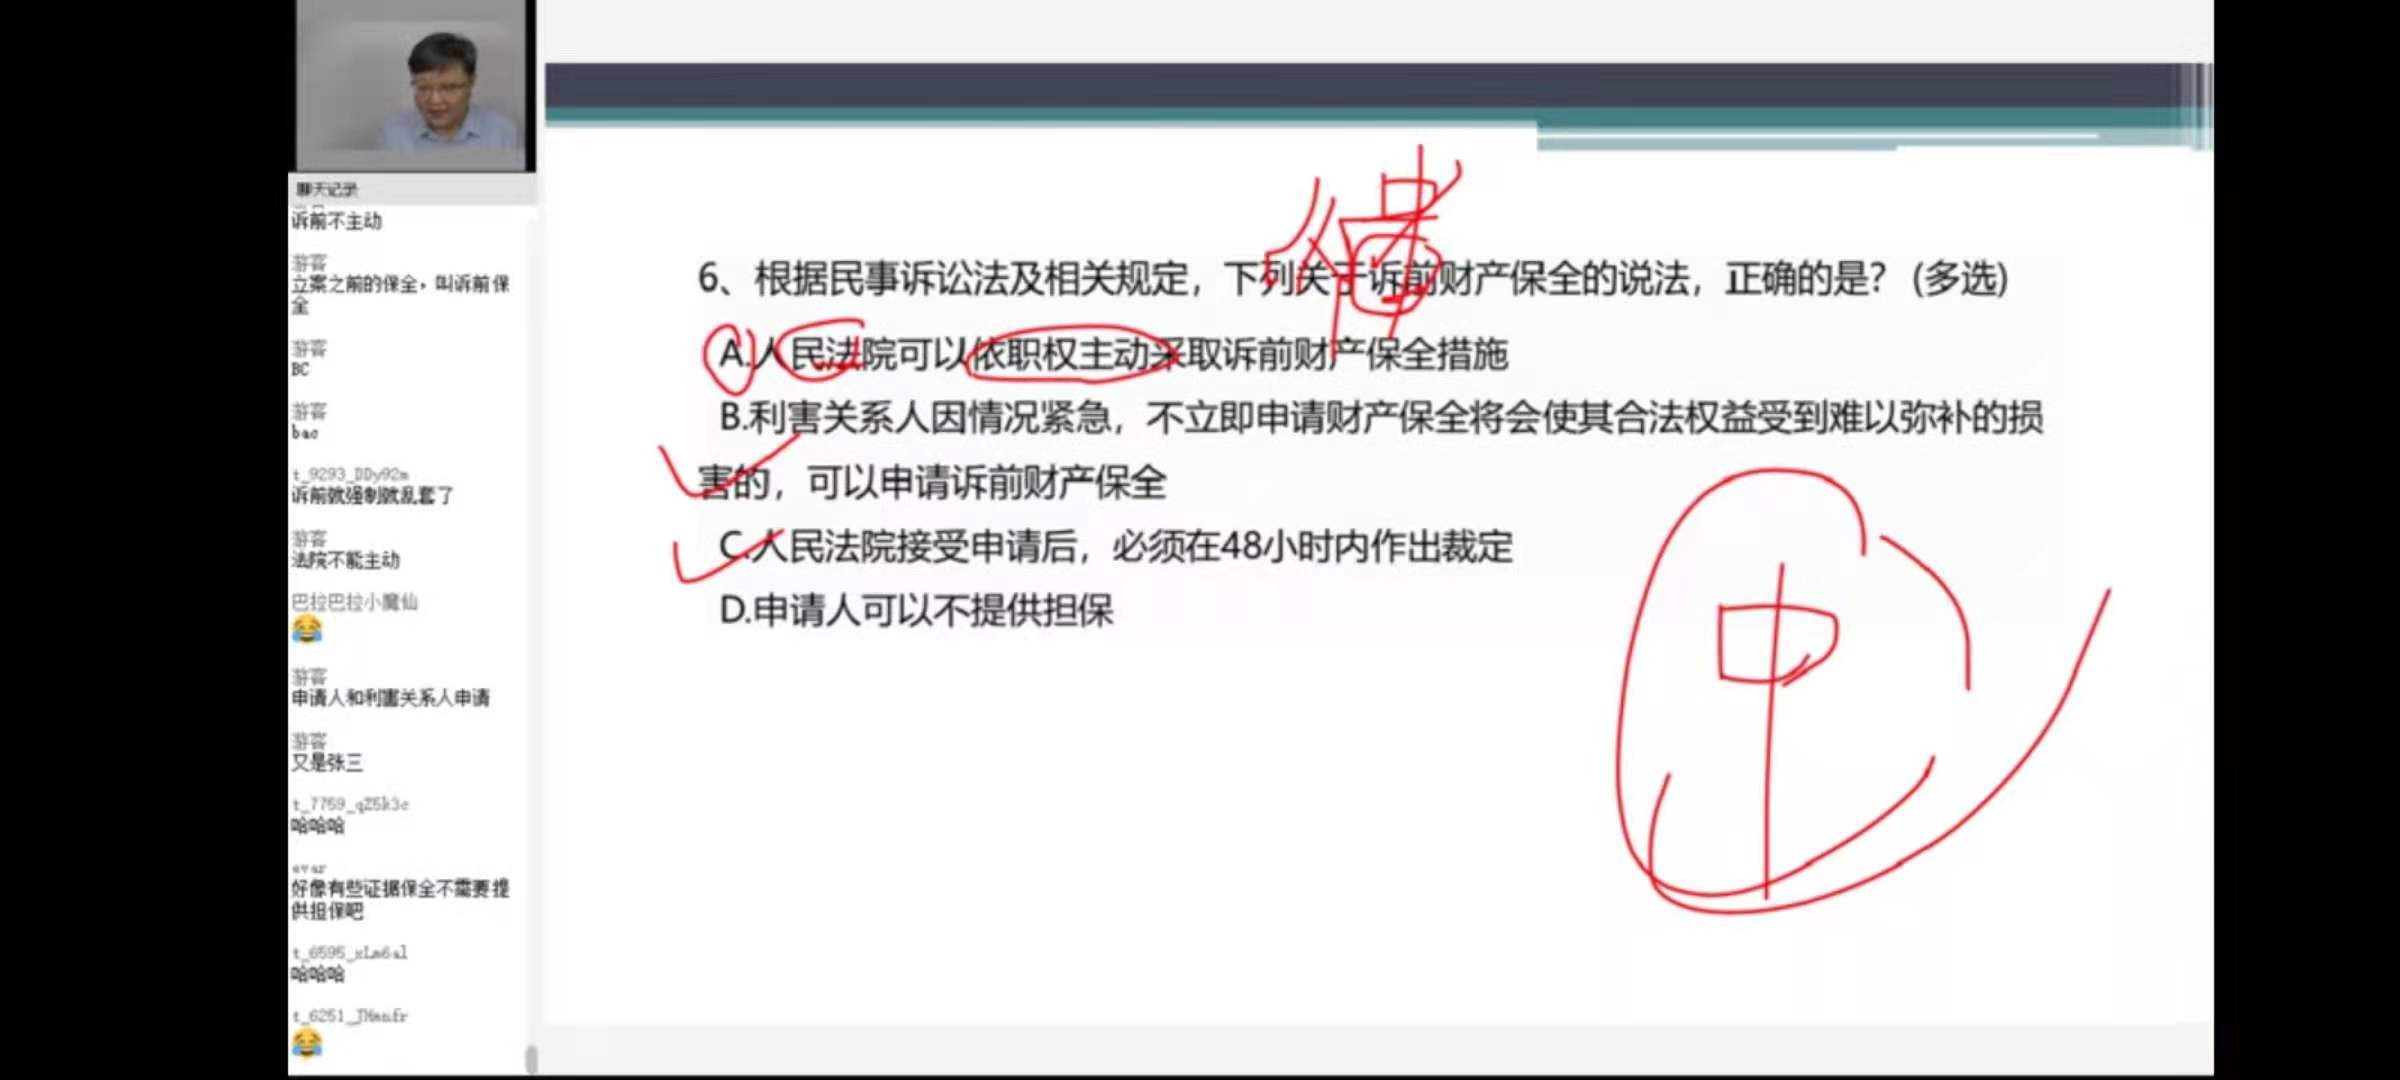 聊天记录
诉前不主动
游客
立案之前的保全，叫诉前保
全
游客
BC
游客
bac
t_9293_DDy92m
诉前就强制就乱套了
游客
法院不能主动
巴拉巴拉小魔仙
游客
申请人和利害关系人申请
游客
又是张三
t_7759_qZ5k3c
哈哈哈
ever
好像有些证据保全不需要提
供担保吧
t_6595_xLm6al
哈哈哈
6、根据民事诉讼法及相关规定，下列关于诉前财产保全的说法，正确的是？(多选)
A.人民法院可以依职权主动采取诉前财产保全措施
B.利害关系人因情况紧急，不立即申请财产保全将会使其合法权益受到难以弥补的损
害的，可以申请诉前财产保全
C.人民法院接受申请后，必须在48小时内作出裁定
D.申请人可以不提供担保